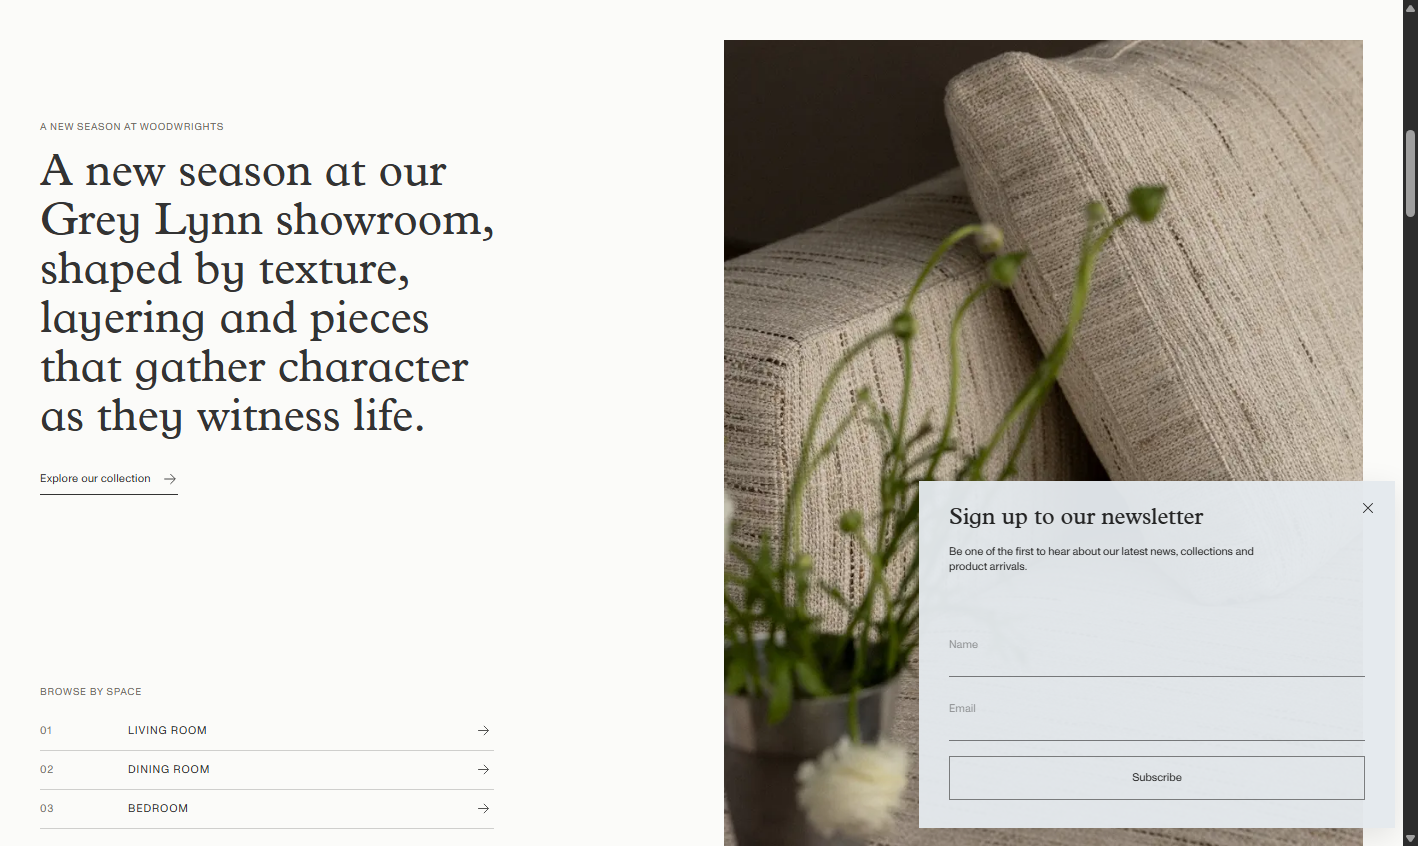 A NEW SEASON AT WOODWRIGHTS
A new season at our
Grey Lynn showroom,
shaped by texture,
layering and pieces
that gather character
as they witness life.
Explore our collection
BROWSE BY SPACE
01 LIVING ROOM
02 DINING ROOM
03 BEDROOM
Sign up to our newsletter
Be one of the first to hear about our latest news, collections and
product arrivals.
Name
Email
Subscribe